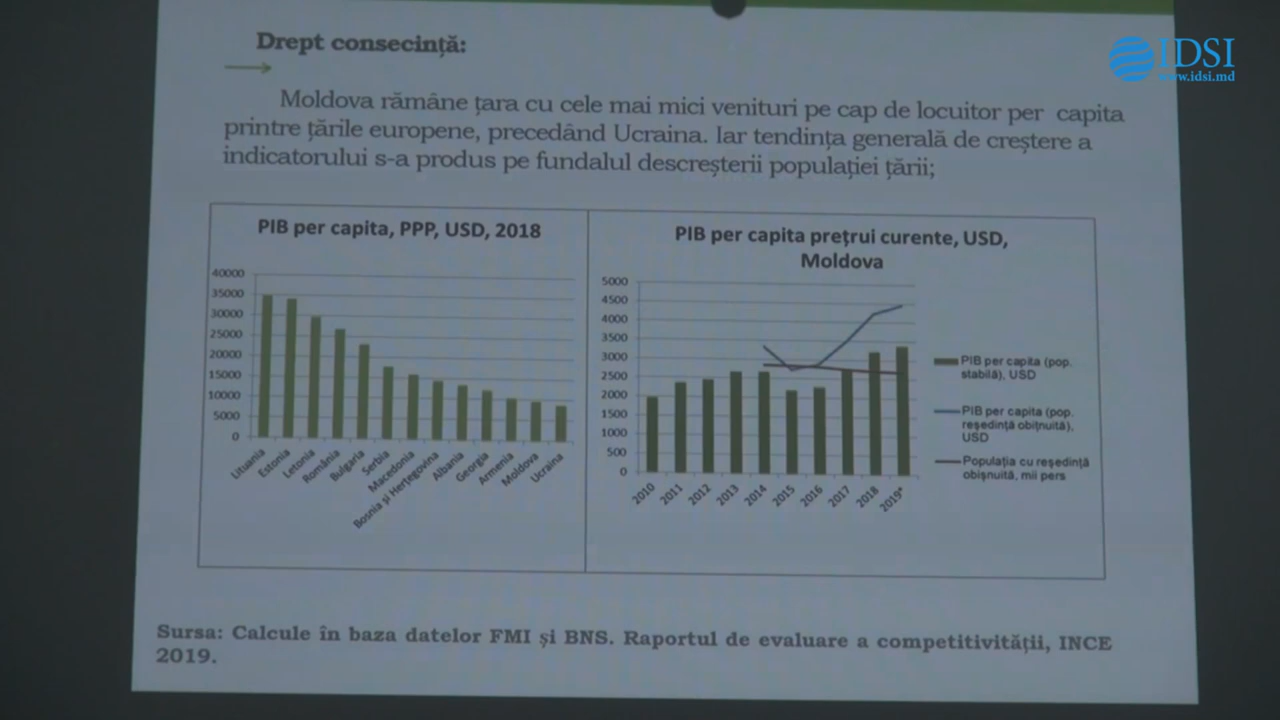 Drept consecință:
IDSI
www.idsi.md
Moldova rămâne țara cu cele mai mici venituri pe cap de locuitor per capita
printre țările europene, precedând Ucraina. Iar tendința generală de creștere a
indicatorului s-a produs pe fundalul descreșterii populației țării;
PIB per capita, PPP, USD, 2018
40000
35000
30000
25000
20000
15000
10000
5000
0
Lituania
Estonia
Letonia
România
Bulgaria
Serbia
Macedonia
Bosnia și Herțegovina
Albania
Georgia
Armenia
Moldova
Ucraina
PIB per capita prețrui curente, USD,
Moldova
5000
4500
4000
3500
3000
2500
2000
1500
1000
500
0
2010
2011
2012
2013
2014
2015
2016
2017
2018
2019*
PIB per capita (pop.
stabilă), USD
PIB per capita (pop.
reședință obițnuită),
USD
Populația cu reședință
obișnuită, mii pers
Sursa: Calcule în baza datelor FMI și BNS. Raportul de evaluare a competitivității, INCE
2019.